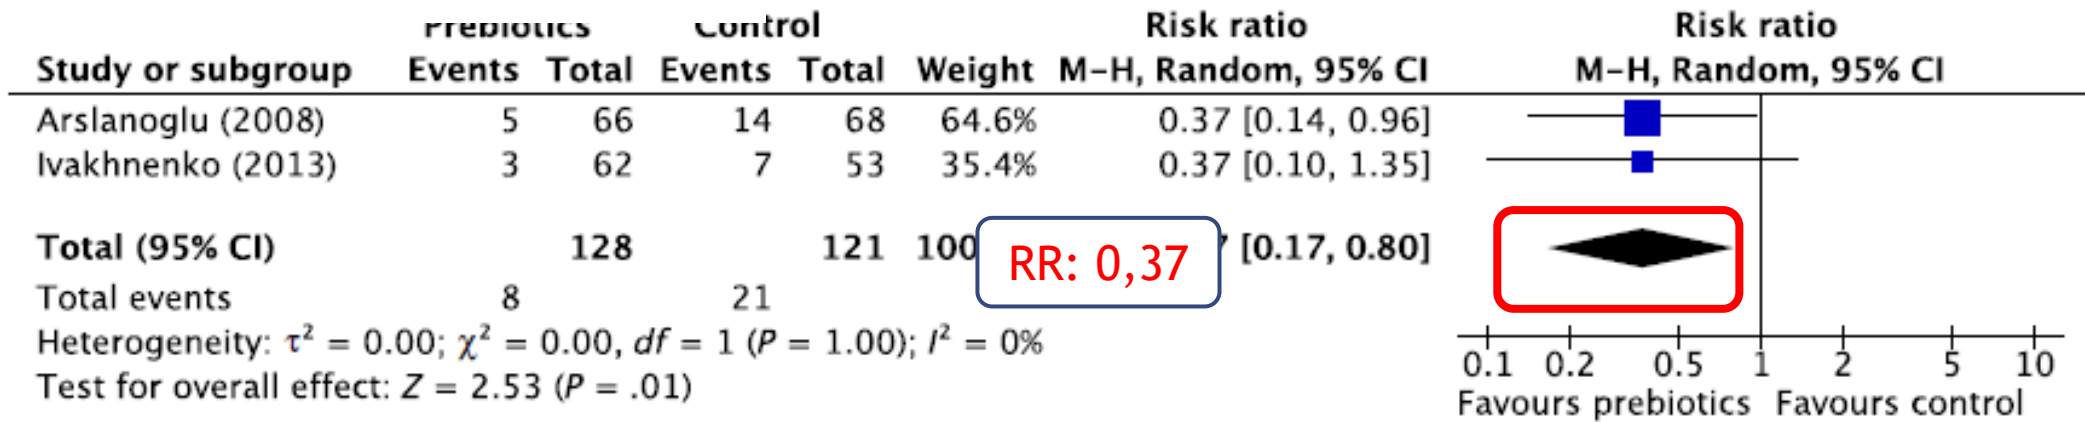 Prebiotics Control Risk ratio Risk ratio
Study or subgroup Events Total Events Total Weight M-H, Random, 95% CI M-H, Random, 95% CI
Arslanoglu (2008) 5 66 14 68 64.6% 0.37 [0.14, 0.96]
Ivakhnenko (2013) 3 62 7 53 35.4% 0.37 [0.10, 1.35]
Total (95% CI) 128 121 100 [0.17, 0.80]
RR: 0,37
Total events 8 21
Heterogeneity: τ² = 0.00; χ² = 0.00, df = 1 (P = 1.00); I² = 0%
Test for overall effect: Z = 2.53 (P = .01)
0.1 0.2 0.5 1 2 5 10
Favours prebiotics Favours control